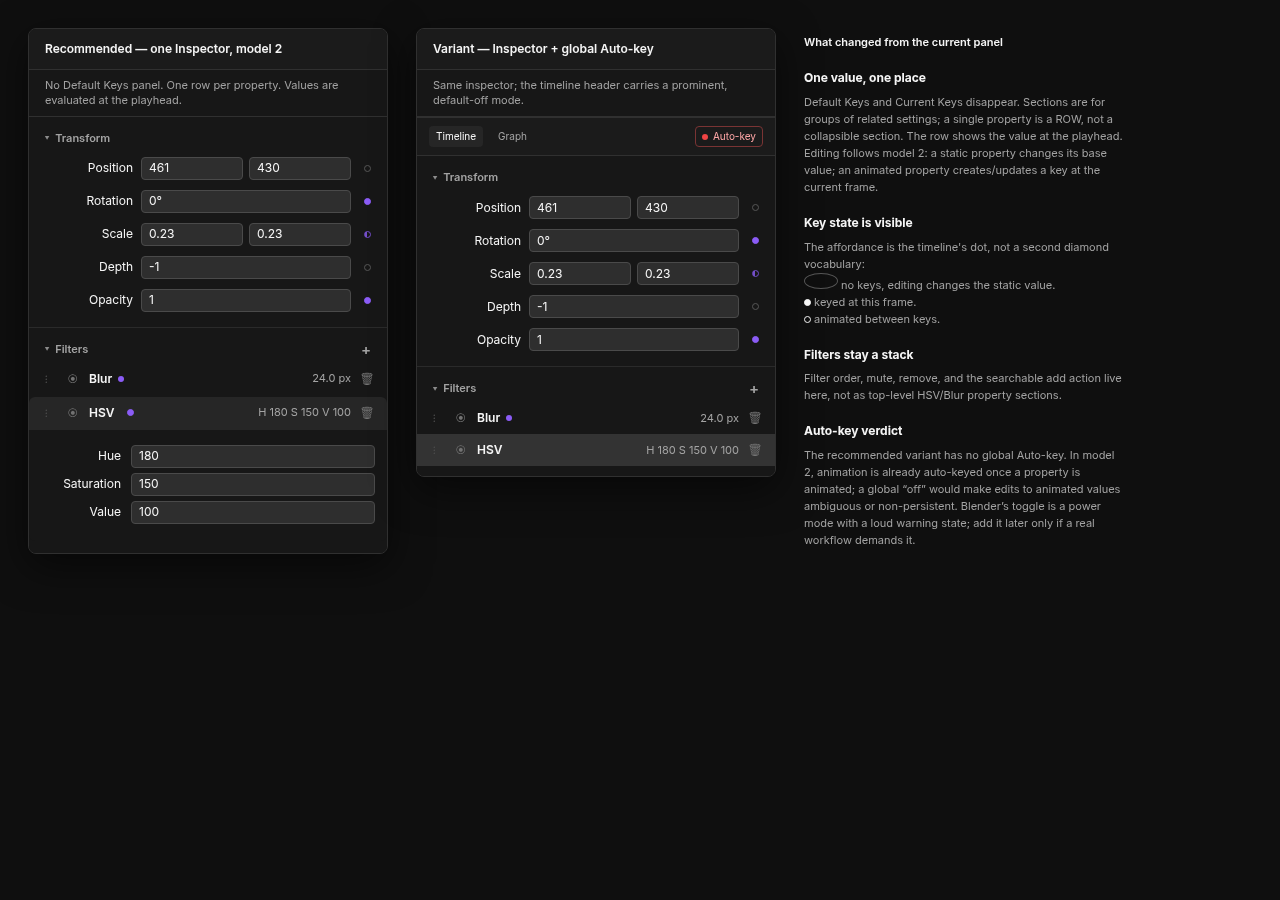 Recommended — one Inspector, model 2
No Default Keys panel. One row per property. Values are
evaluated at the playhead.
Transform
Position 461 430
Rotation 0°
Scale 0.23 0.23
Depth -1
Opacity 1
Filters +
Blur 24.0 px
HSV H 180 S 150 V 100
Hue 180
Saturation 150
Value 100
Variant — Inspector + global Auto-key
Same inspector; the timeline header carries a prominent,
default-off mode.
Timeline Graph Auto-key
Transform
Position 461 430
Rotation 0°
Scale 0.23 0.23
Depth -1
Opacity 1
Filters +
Blur 24.0 px
HSV H 180 S 150 V 100
What changed from the current panel
One value, one place
Default Keys and Current Keys disappear. Sections are for
groups of related settings; a single property is a ROW, not a
collapsible section. The row shows the value at the playhead.
Editing follows model 2: a static property changes its base
value; an animated property creates/updates a key at the
current frame.
Key state is visible
The affordance is the timeline's dot, not a second diamond
vocabulary:
no keys, editing changes the static value.
keyed at this frame.
animated between keys.
Filters stay a stack
Filter order, mute, remove, and the searchable add action live
here, not as top-level HSV/Blur property sections.
Auto-key verdict
The recommended variant has no global Auto-key. In model
2, animation is already auto-keyed once a property is
animated; a global “off” would make edits to animated values
ambiguous or non-persistent. Blender’s toggle is a power
mode with a loud warning state; add it later only if a real
workflow demands it.